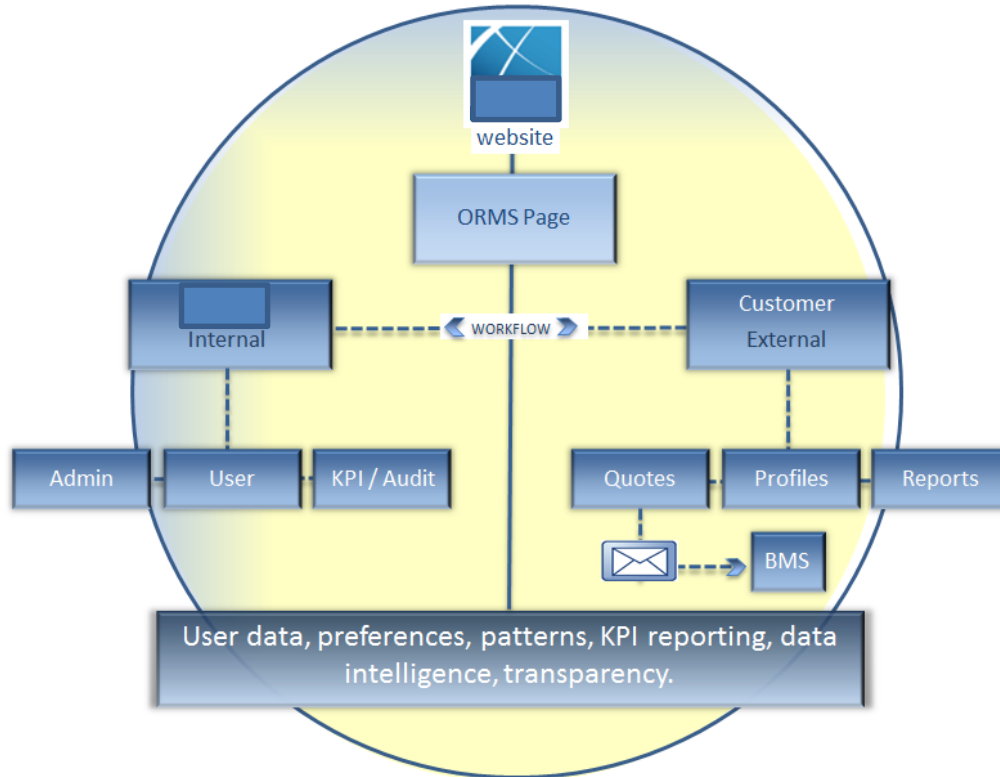 website
ORMS Page
Internal
WORKFLOW
Customer
External
Admin
User
KPI / Audit
Quotes
Profiles
Reports
BMS
User data, preferences, patterns, KPI reporting, data
intelligence, transparency.